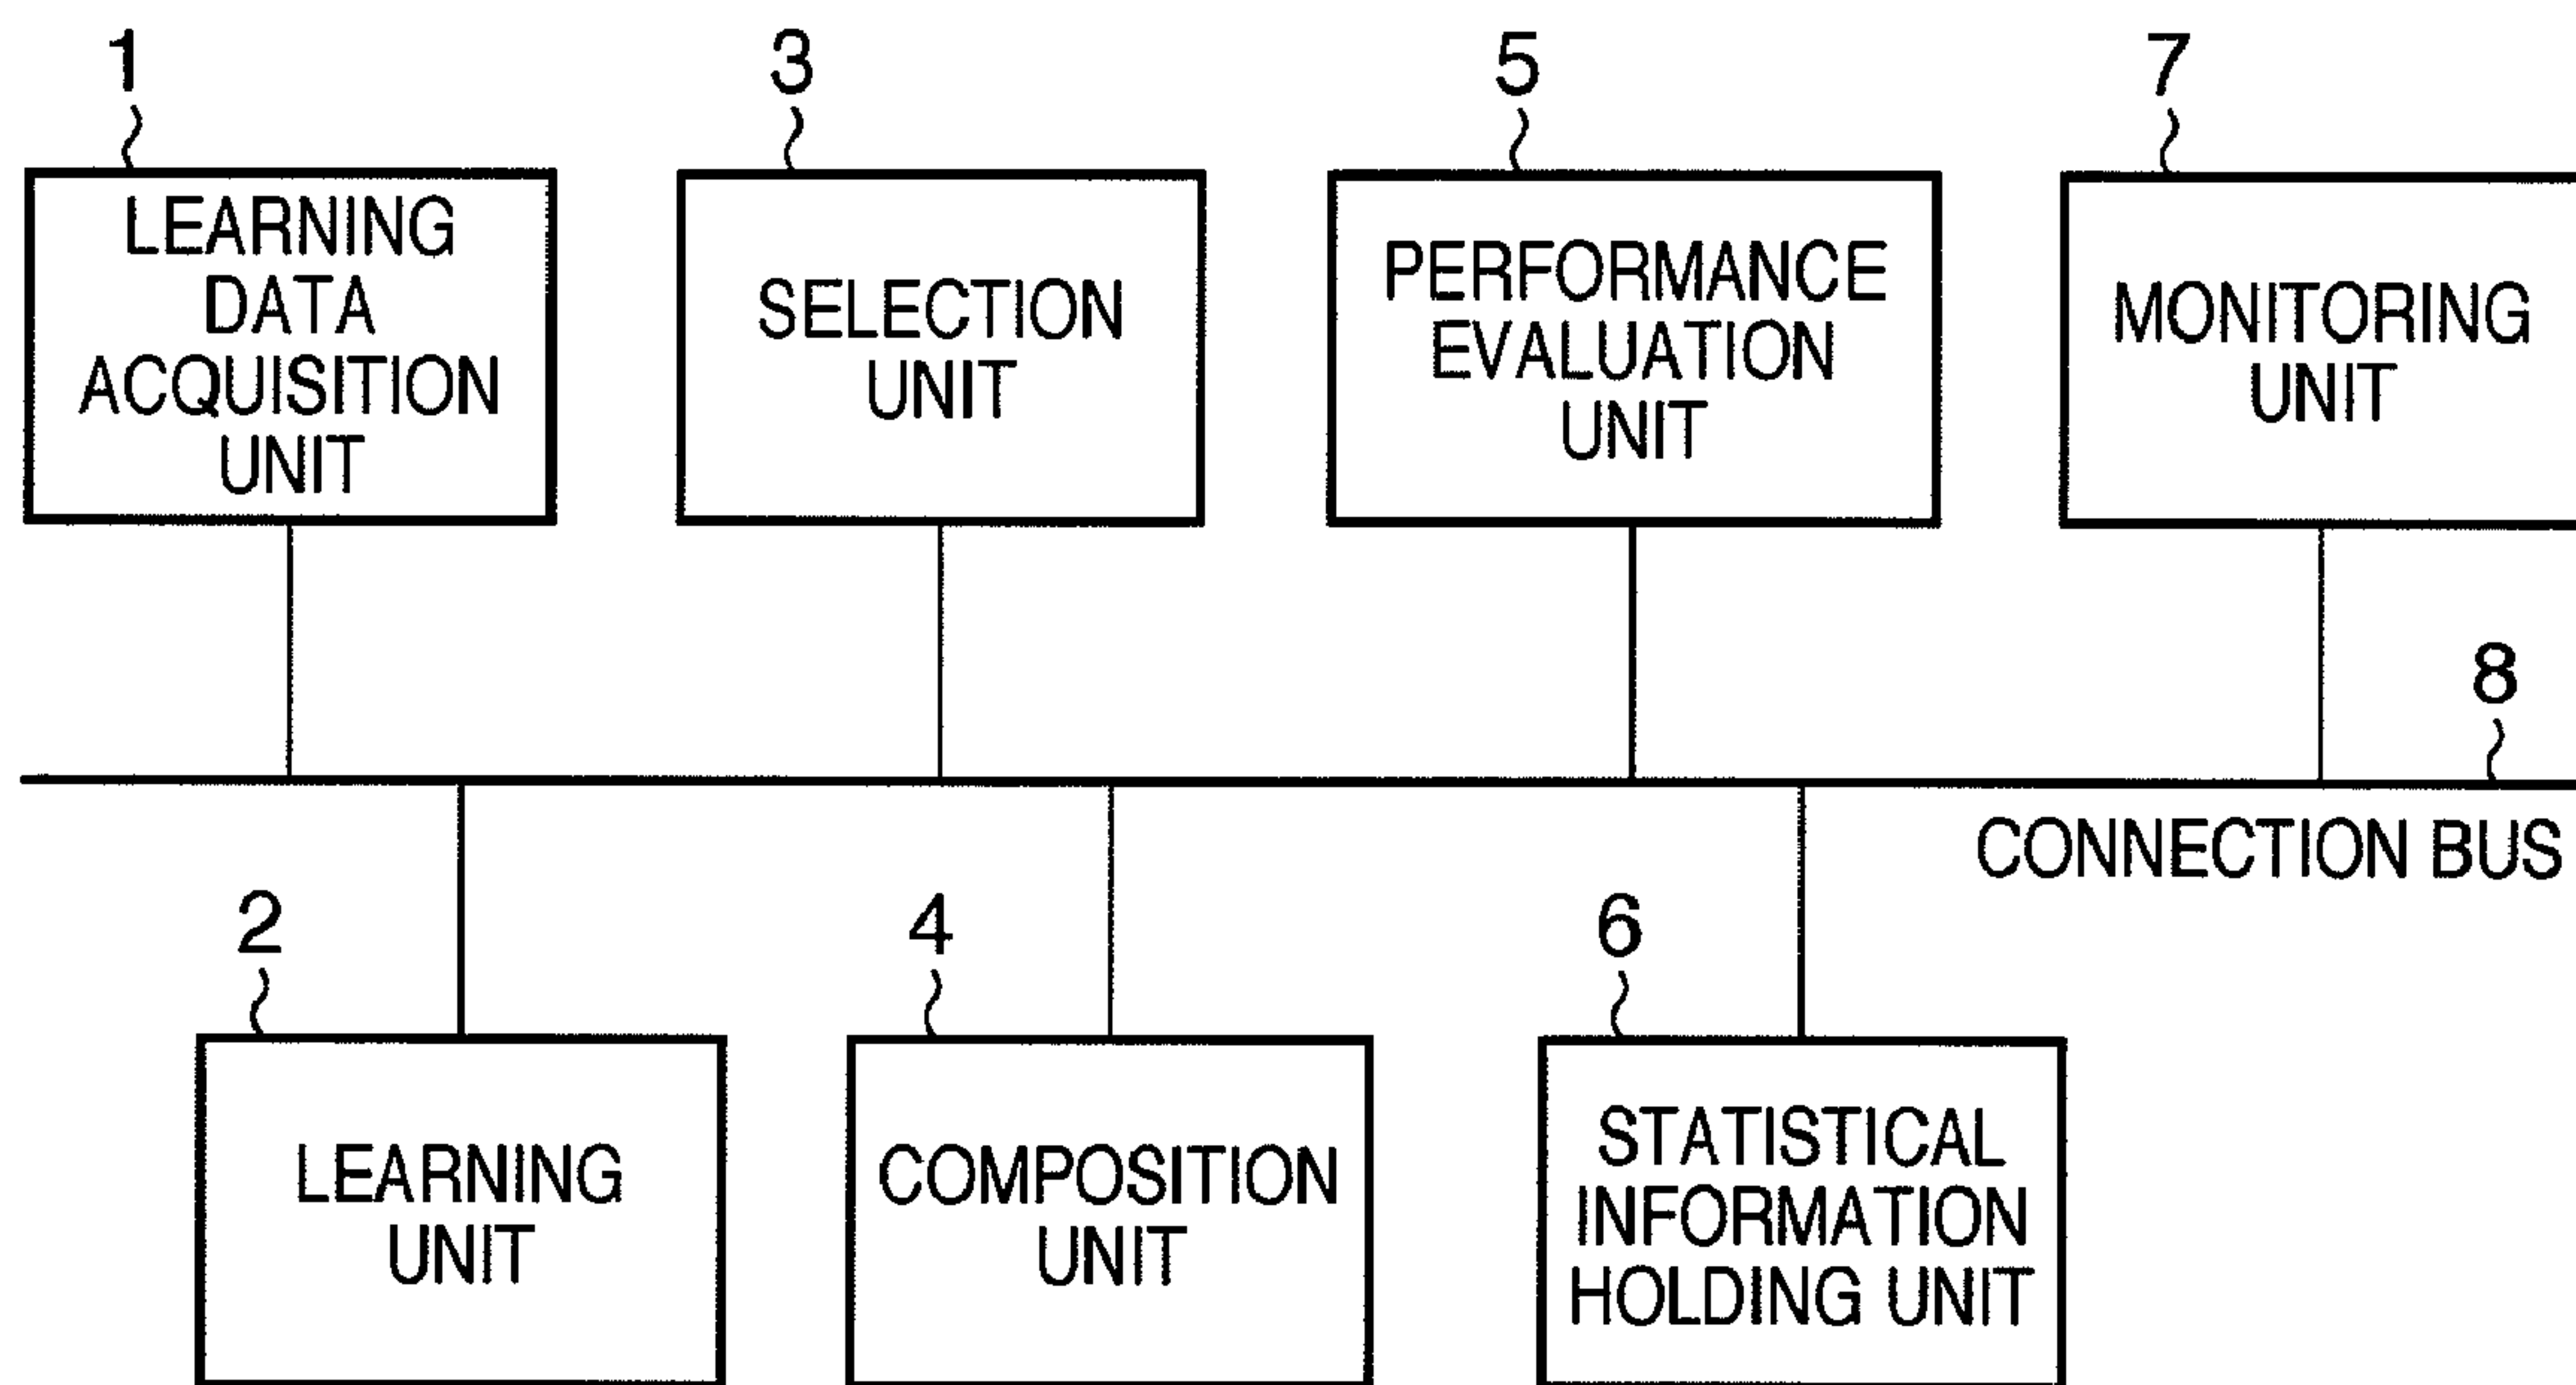 1
3
5
7
LEARNING
DATA
ACQUISITION
UNIT
SELECTION
UNIT
PERFORMANCE
EVALUATION
UNIT
MONITORING
UNIT
8
CONNECTION BUS
2
4
6
LEARNING
UNIT
COMPOSITION
UNIT
STATISTICAL
INFORMATION
HOLDING UNIT